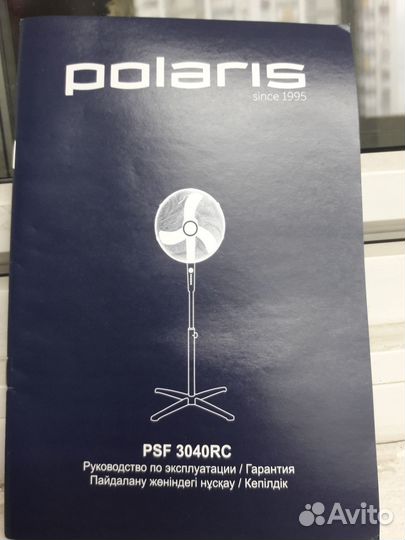 polaris
since 1995
PSF 3040RC
Руководство по эксплуатации / Гарантия
Пайдалану жөніндегі нұсқау / Кепілдік
Avito